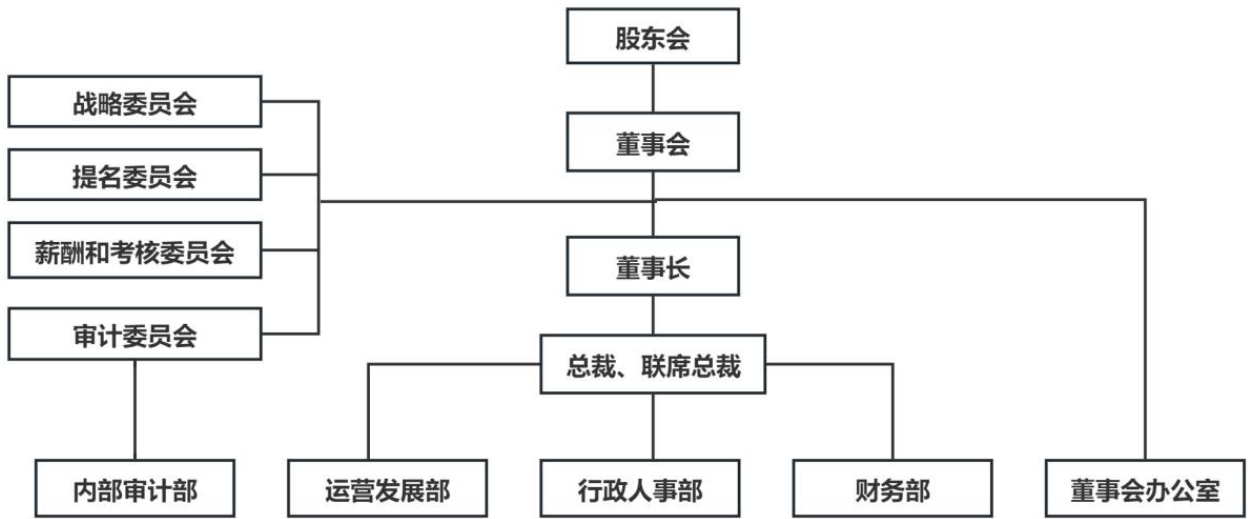 股东会
战略委员会
董事会
提名委员会
薪酬和考核委员会
董事长
审计委员会
总裁、联席总裁
内部审计部
运营发展部
行政人事部
财务部
董事会办公室